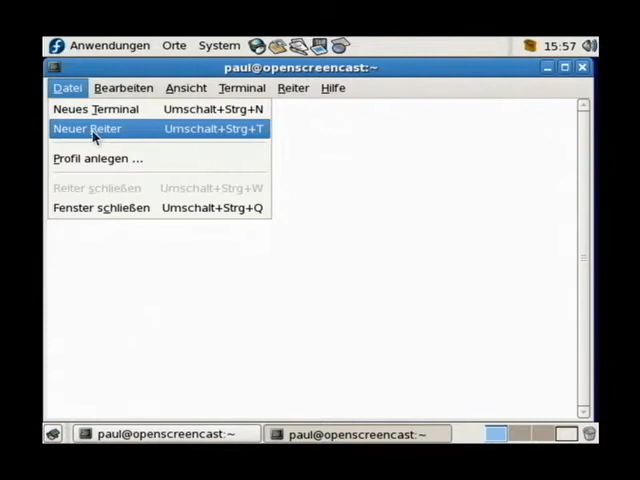 Anwendungen Orte System 15:57
paul@openscreencast:~
Datei Bearbeiten Ansicht Terminal Reiter Hilfe
Neues Terminal Umschalt+Strg+N
Neuer Reiter Umschalt+Strg+T
Profil anlegen ...
Reiter schließen Umschalt+Strg+W
Fenster schließen Umschalt+Strg+Q
paul@openscreencast:~ paul@openscreencast:~